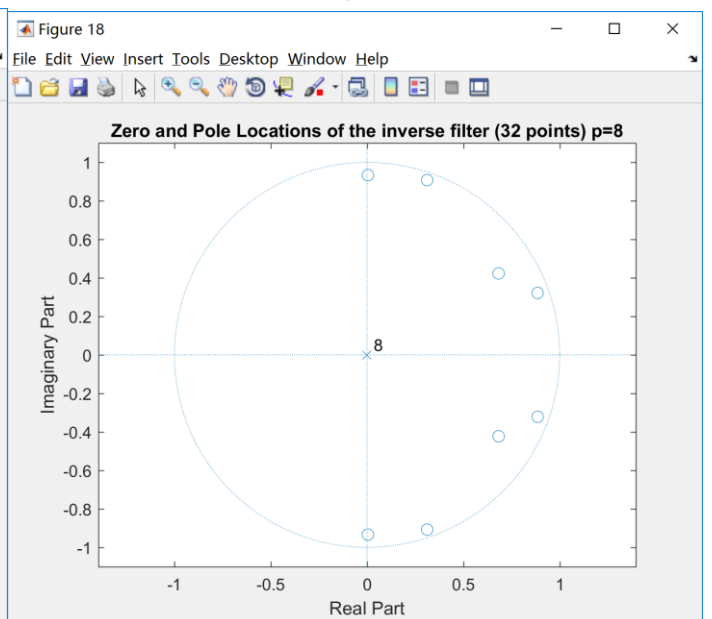 Figure 18
File Edit View Insert Tools Desktop Window Help
Zero and Pole Locations of the inverse filter (32 points) p=8
1
0.8
0.6
0.4
0.2
0
-0.2
-0.4
-0.6
-0.8
-1
Imaginary Part
8
-1 -0.5 0 0.5 1
Real Part